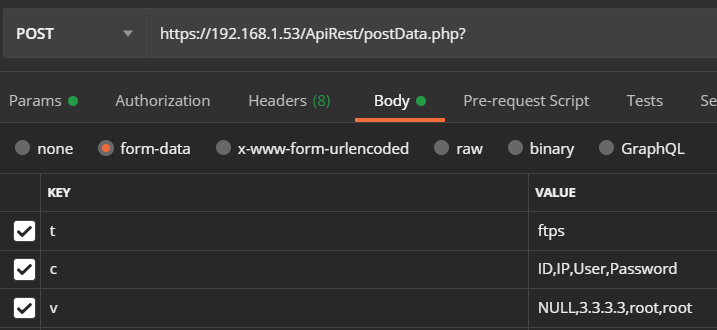 POST https://192.168.1.53/ApiRest/postData.php?
Params Authorization Headers (8) Body Pre-request Script Tests Se
none form-data x-www-form-urlencoded raw binary GraphQL
KEY VALUE
t ftps
c ID,IP,User,Password
v NULL,3.3.3.3,root,root